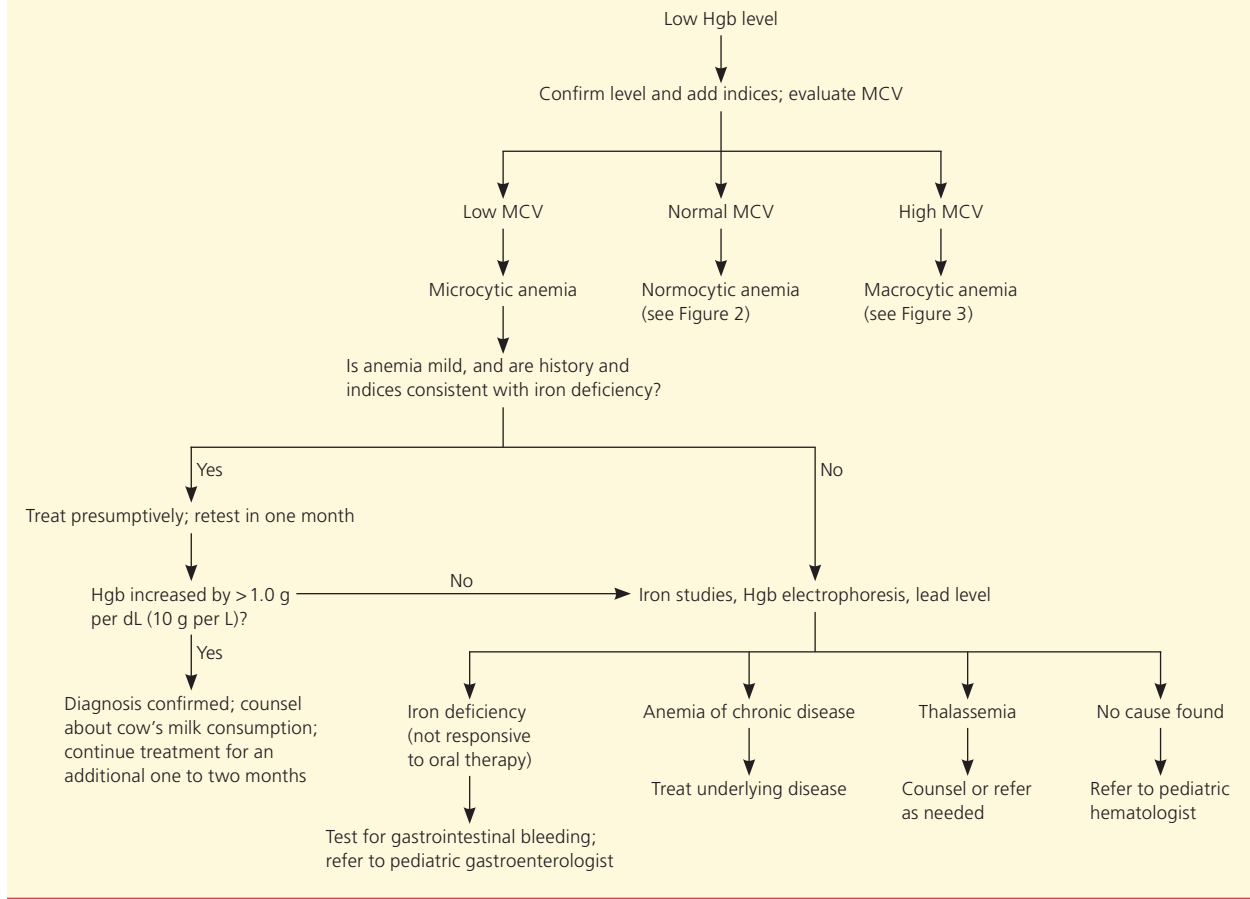 Low Hgb level
Confirm level and add indices; evaluate MCV
Low MCV
Normal MCV
High MCV
Microcytic anemia
Normocytic anemia
(see Figure 2)
Macrocytic anemia
(see Figure 3)
Is anemia mild, and are history and
indices consistent with iron deficiency?
Yes
No
Treat presumptively; retest in one month
Hgb increased by >1.0 g
per dL (10 g per L)?
No
Iron studies, Hgb electrophoresis, lead level
Yes
Diagnosis confirmed; counsel
about cow's milk consumption;
continue treatment for an
additional one to two months
Iron deficiency
(not responsive
to oral therapy)
Anemia of chronic disease
Thalassemia
No cause found
Test for gastrointestinal bleeding;
refer to pediatric gastroenterologist
Treat underlying disease
Counsel or refer
as needed
Refer to pediatric
hematologist